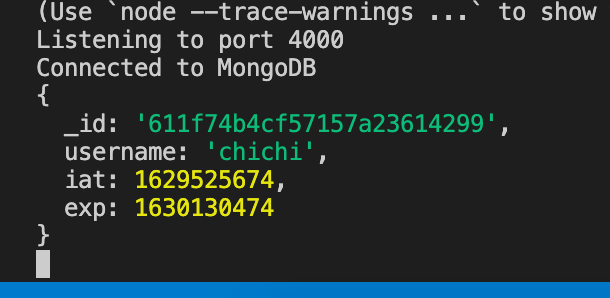 (Use `node --trace-warnings ...` to show
Listening to port 4000
Connected to MongoDB
{
  _id: '611f74b4cf57157a23614299',
  username: 'chichi',
  iat: 1629525674,
  exp: 1630130474
}